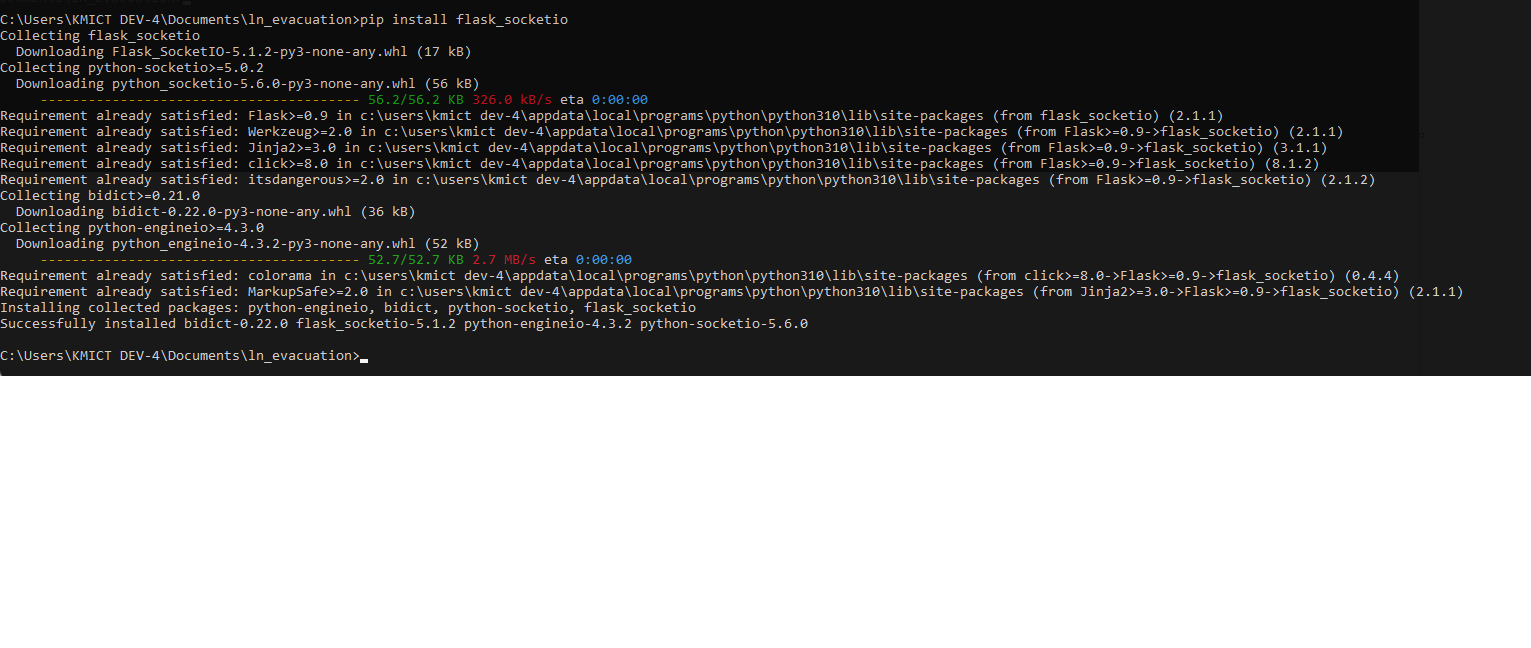 C:\Users\KMICT DEV-4\Documents\ln_evacuation>pip install flask_socketio
Collecting flask_socketio
  Downloading Flask_SocketIO-5.1.2-py3-none-any.whl (17 kB)
Collecting python-socketio>=5.0.2
  Downloading python_socketio-5.6.0-py3-none-any.whl (56 kB)
     ---------------------------------------- 56.2/56.2 KB 326.0 kB/s eta 0:00:00
Requirement already satisfied: Flask>=0.9 in c:\users\kmict dev-4\appdata\local\programs\python\python310\lib\site-packages (from flask_socketio) (2.1.1)
Requirement already satisfied: Werkzeug>=2.0 in c:\users\kmict dev-4\appdata\local\programs\python\python310\lib\site-packages (from Flask>=0.9->flask_socketio) (2.1.1)
Requirement already satisfied: Jinja2>=3.0 in c:\users\kmict dev-4\appdata\local\programs\python\python310\lib\site-packages (from Flask>=0.9->flask_socketio) (3.1.1)
Requirement already satisfied: click>=8.0 in c:\users\kmict dev-4\appdata\local\programs\python\python310\lib\site-packages (from Flask>=0.9->flask_socketio) (8.1.2)
Requirement already satisfied: itsdangerous>=2.0 in c:\users\kmict dev-4\appdata\local\programs\python\python310\lib\site-packages (from Flask>=0.9->flask_socketio) (2.1.2)
Collecting bidict>=0.21.0
  Downloading bidict-0.22.0-py3-none-any.whl (36 kB)
Collecting python-engineio>=4.3.0
  Downloading python_engineio-4.3.2-py3-none-any.whl (52 kB)
     ---------------------------------------- 52.7/52.7 KB 2.7 MB/s eta 0:00:00
Requirement already satisfied: colorama in c:\users\kmict dev-4\appdata\local\programs\python\python310\lib\site-packages (from click>=8.0->Flask>=0.9->flask_socketio) (0.4.4)
Requirement already satisfied: MarkupSafe>=2.0 in c:\users\kmict dev-4\appdata\local\programs\python\python310\lib\site-packages (from Jinja2>=3.0->Flask>=0.9->flask_socketio) (2.1.1)
Installing collected packages: python-engineio, bidict, python-socketio, flask_socketio
Successfully installed bidict-0.22.0 flask_socketio-5.1.2 python-engineio-4.3.2 python-socketio-5.6.0
C:\Users\KMICT DEV-4\Documents\ln_evacuation>